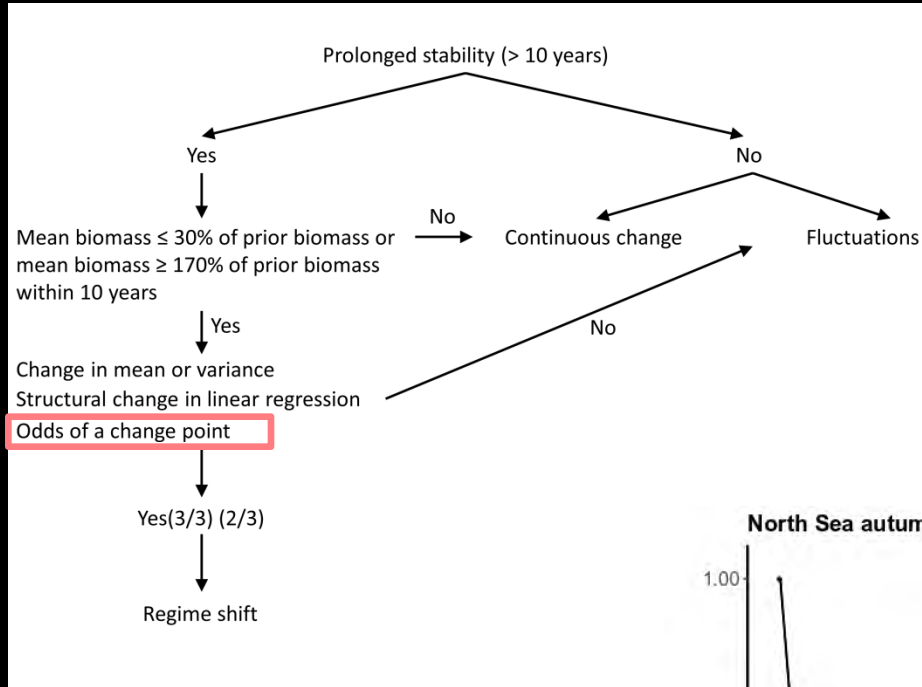 Prolonged stability (> 10 years)
Yes
No
Mean biomass ≤ 30% of prior biomass or
mean biomass ≥ 170% of prior biomass
within 10 years
No
Continuous change
Fluctuations
Yes
No
Change in mean or variance
Structural change in linear regression
Odds of a change point
Yes(3/3) (2/3)
Regime shift
North Sea autum
1.00